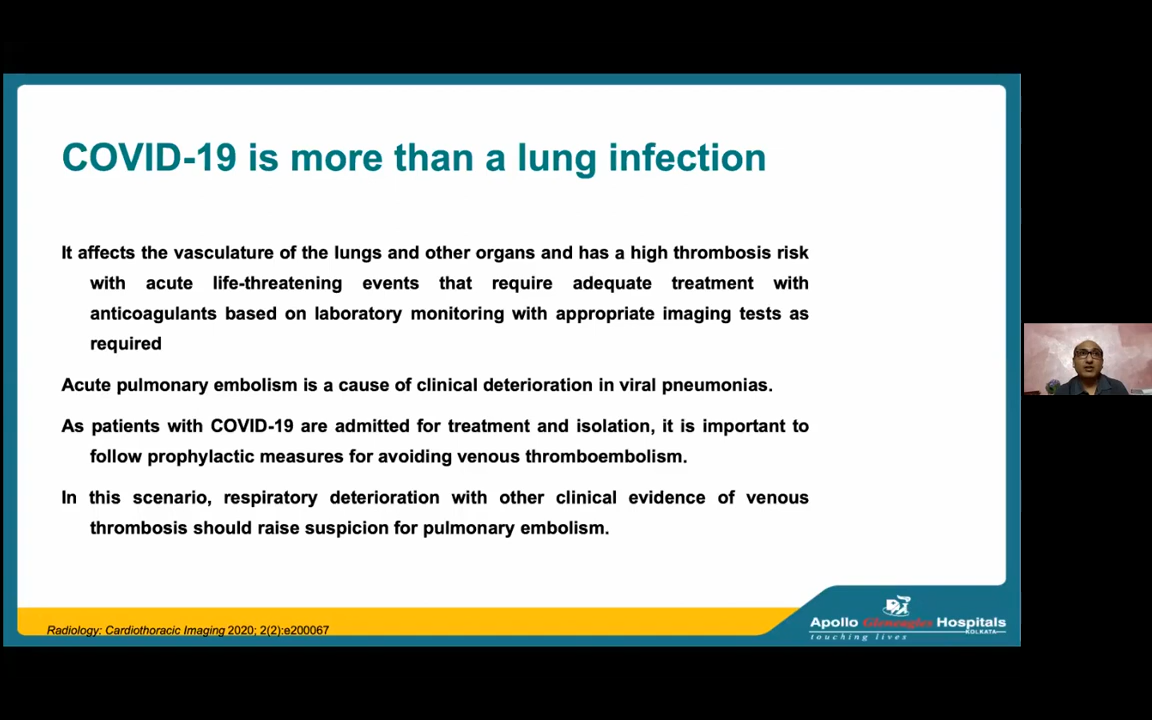 COVID-19 is more than a lung infection
It affects the vasculature of the lungs and other organs and has a high thrombosis risk
with acute life-threatening events that require adequate treatment with
anticoagulants based on laboratory monitoring with appropriate imaging tests as
required
Acute pulmonary embolism is a cause of clinical deterioration in viral pneumonias.
As patients with COVID-19 are admitted for treatment and isolation, it is important to
follow prophylactic measures for avoiding venous thromboembolism.
In this scenario, respiratory deterioration with other clinical evidence of venous
thrombosis should raise suspicion for pulmonary embolism.
Radiology: Cardiothoracic Imaging 2020; 2(2):e200067
Apollo Gleneagles Hospitals
KOLKATA
touching lives